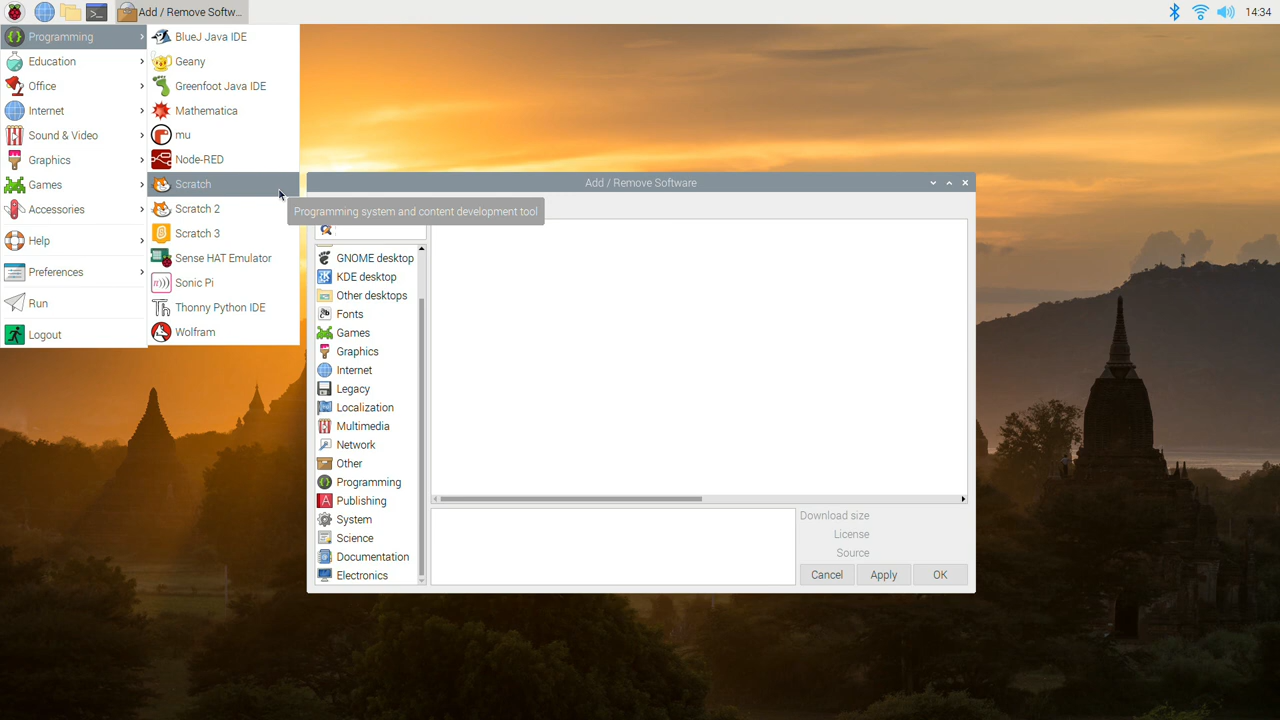 Add / Remove Softw...
14:34
Programming
Education
Office
Internet
Sound & Video
Graphics
Games
Accessories
Help
Preferences
Run
Logout
BlueJ Java IDE
Geany
Greenfoot Java IDE
Mathematica
mu
Node-RED
Scratch
Scratch 2
Scratch 3
Sense HAT Emulator
Sonic Pi
Thonny Python IDE
Wolfram
Programming system and content development tool
Add / Remove Software
GNOME desktop
KDE desktop
Other desktops
Fonts
Games
Graphics
Internet
Legacy
Localization
Multimedia
Network
Other
Programming
Publishing
System
Science
Documentation
Electronics
Download size
License
Source
Cancel
Apply
OK